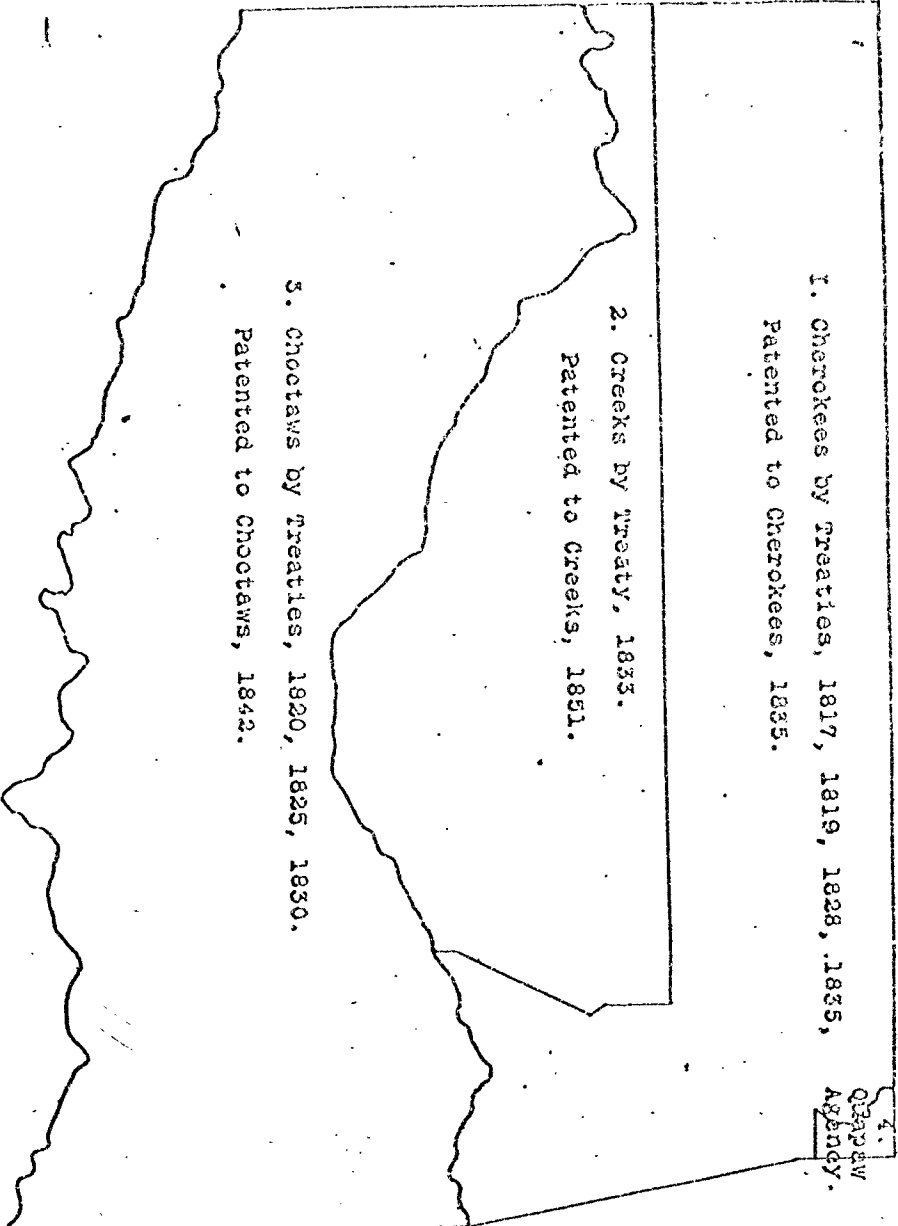 1. Cherokees by Treaties, 1817, 1819, 1828, 1835,
Patented to Cherokees, 1835.
4.
Quapaw
Agency.
2. Creeks by Treaty, 1833.
Patented to Creeks, 1851.
3. Choctaws by Treaties, 1820, 1825, 1830.
Patented to Choctaws, 1842.